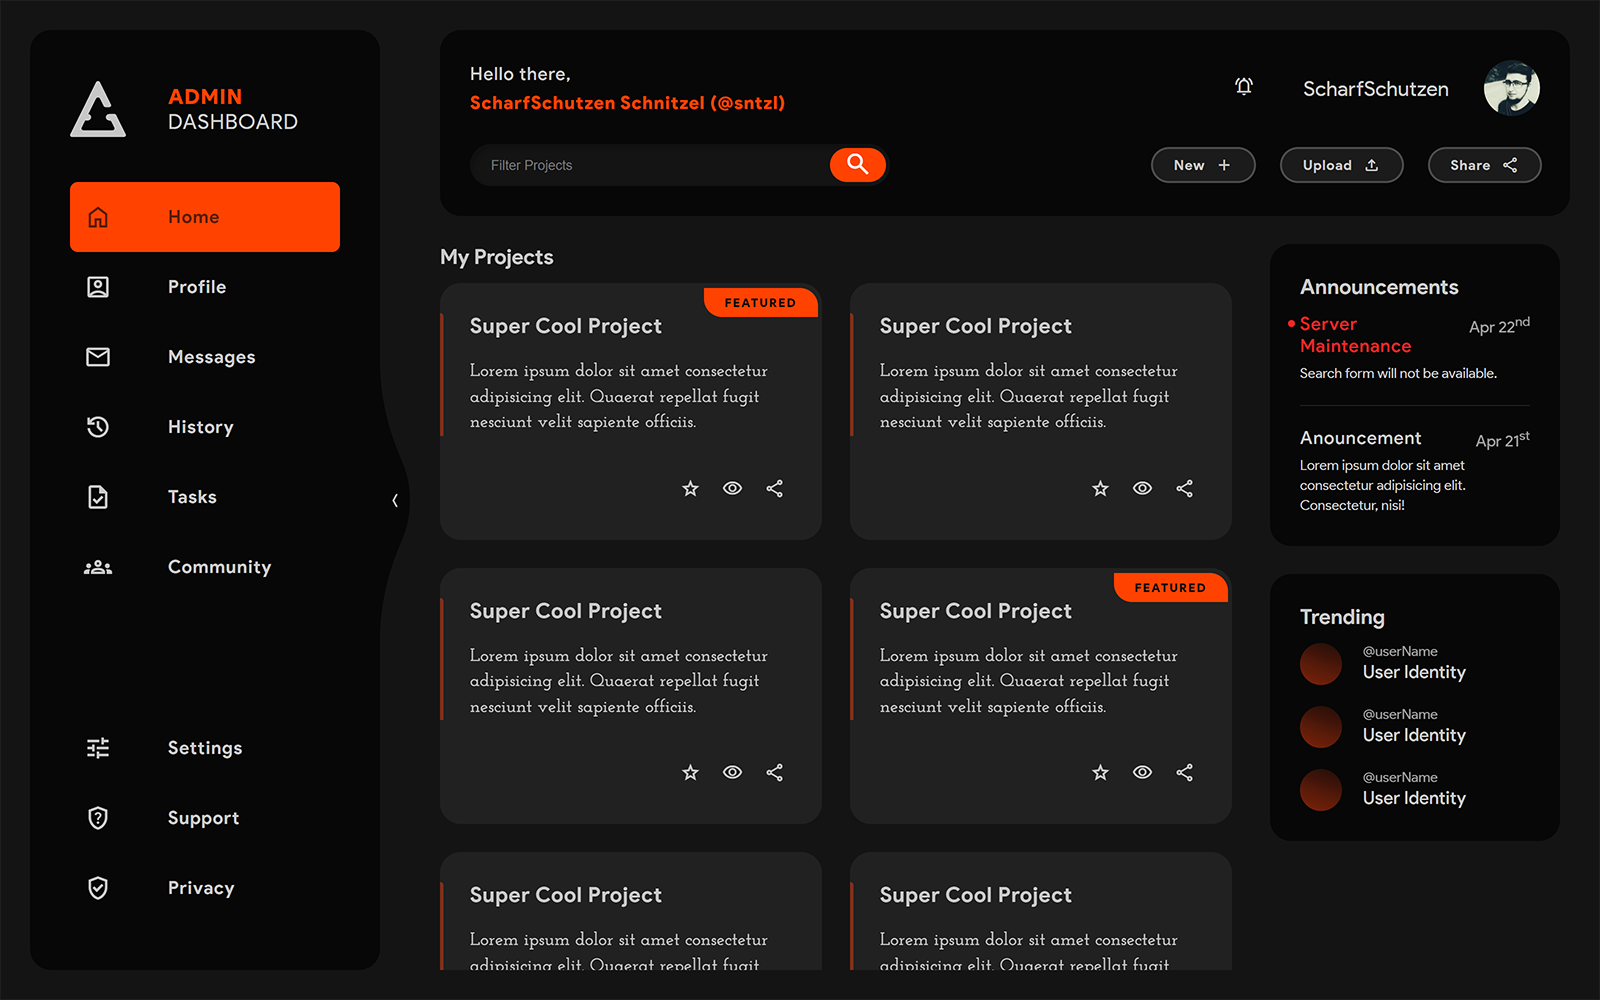 ADMIN
DASHBOARD
Home
Profile
Messages
History
Tasks
Community
Settings
Support
Privacy
Hello there,
ScharfSchutzen Schnitzel (@sntzl)
ScharfSchutzen
Filter Projects
New
Upload
Share
My Projects
FEATURED
Super Cool Project
Lorem ipsum dolor sit amet consectetur
adipisicing elit. Quaerat repellat fugit
nesciunt velit sapiente officiis.
Super Cool Project
Lorem ipsum dolor sit amet consectetur
adipisicing elit. Quaerat repellat fugit
nesciunt velit sapiente officiis.
Super Cool Project
Lorem ipsum dolor sit amet consectetur
adipisicing elit. Quaerat repellat fugit
nesciunt velit sapiente officiis.
FEATURED
Super Cool Project
Lorem ipsum dolor sit amet consectetur
adipisicing elit. Quaerat repellat fugit
nesciunt velit sapiente officiis.
Super Cool Project
Lorem ipsum dolor sit amet consectetur
adipisicing elit. Quaerat repellat fugit
Super Cool Project
Lorem ipsum dolor sit amet consectetur
adipisicing elit. Quaerat repellat fugit
Announcements
Server
Maintenance
Apr 22nd
Search form will not be available.
Anouncement
Apr 21st
Lorem ipsum dolor sit amet
consectetur adipisicing elit.
Consectetur, nisi!
Trending
@userName
User Identity
@userName
User Identity
@userName
User Identity